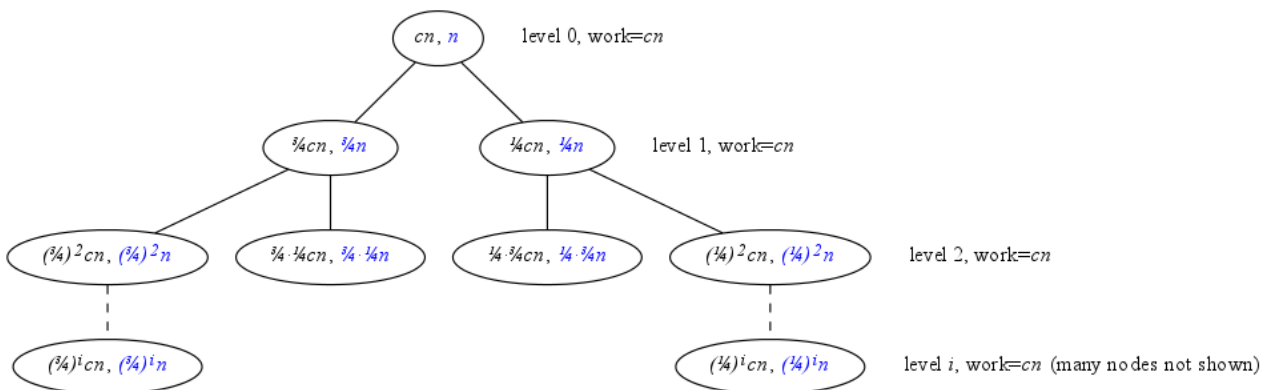 cn, n level 0, work=cn
¾cn, ¾n ¼cn, ¼n level 1, work=cn
(¾)²cn, (¾)²n ¾·¼cn, ¾·¼n ¼·¾cn, ¼·¾n (¼)²cn, (¼)²n level 2, work=cn
(¾)ⁱcn, (¾)ⁱn (¼)ⁱcn, (¼)ⁱn level i, work=cn (many nodes not shown)